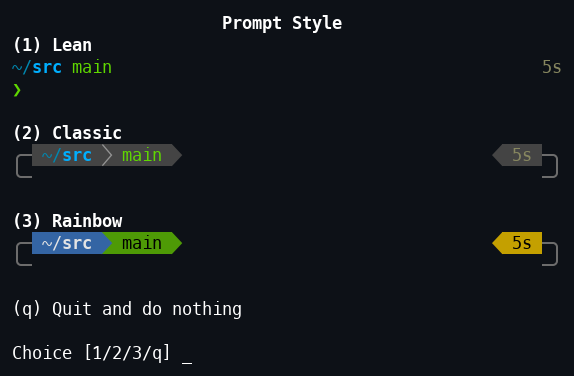 Prompt Style
(1) Lean
~/src main 5s
❯
(2) Classic
~/src main 5s
(3) Rainbow
~/src main 5s
(q) Quit and do nothing
Choice [1/2/3/q] _